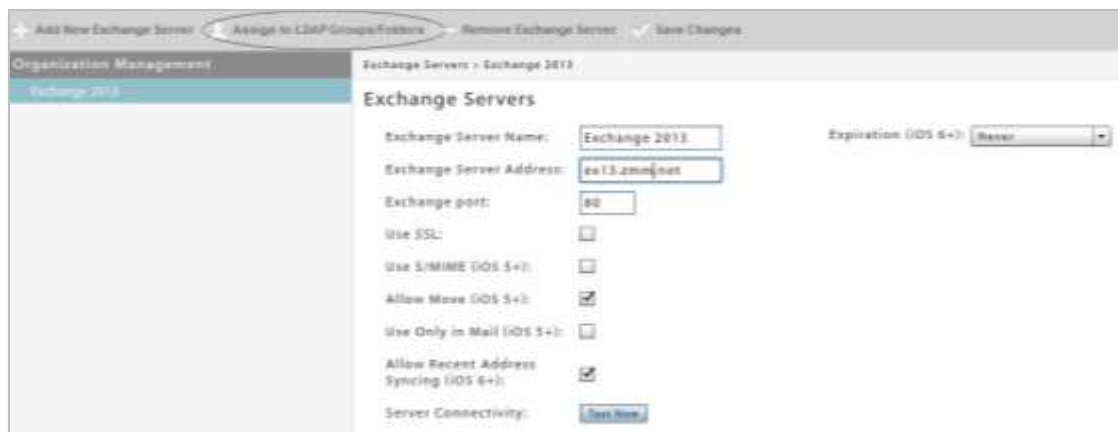 Add New Exchange Server Assign to LDAP Groups/Folders Remove Exchange Server Save Changes
Organization Management
Exchange 2013
Exchange Servers > Exchange 2013
Exchange Servers
Exchange Server Name: Exchange 2013 Expiration (iOS 6+): Never
Exchange Server Address: ex13.zmm.net
Exchange port: 80
Use SSL:
Use S/MIME (iOS 5+):
Allow Move (iOS 5+):
Use Only in Mail (iOS 5+):
Allow Recent Address
Syncing (iOS 6+):
Server Connectivity: Test Now